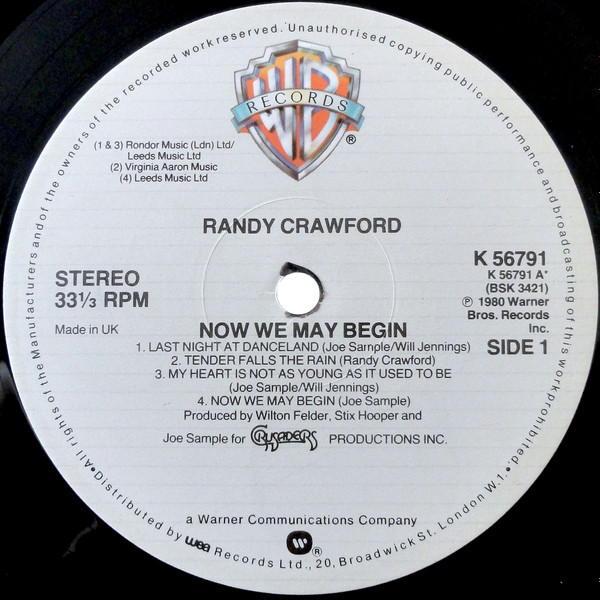 • All rights of the Manufacturers and of the owners of the recorded work reserved. Unauthorised copying public performance and broadcasting of this work prohibited. •
WB
RECORDS
®
(1 & 3) Rondor Music (Ldn) Ltd/
Leeds Music Ltd
(2) Virginia Aaron Music
(4) Leeds Music Ltd
RANDY CRAWFORD
STEREO
33⅓ RPM
Made in UK
K 56791
K 56791 A*
(BSK 3421)
℗ 1980 Warner
Bros. Records
Inc.
SIDE 1
NOW WE MAY BEGIN
1. LAST NIGHT AT DANCELAND (Joe Sample/Will Jennings)
2. TENDER FALLS THE RAIN (Randy Crawford)
3. MY HEART IS NOT AS YOUNG AS IT USED TO BE
(Joe Sample/Will Jennings)
4. NOW WE MAY BEGIN (Joe Sample)
Produced by Wilton Felder, Stix Hooper and
Joe Sample for CRUSADERS PRODUCTIONS INC.
a Warner Communications Company
®
Distributed by wea Records Ltd., 20, Broadwick St. London W.1.